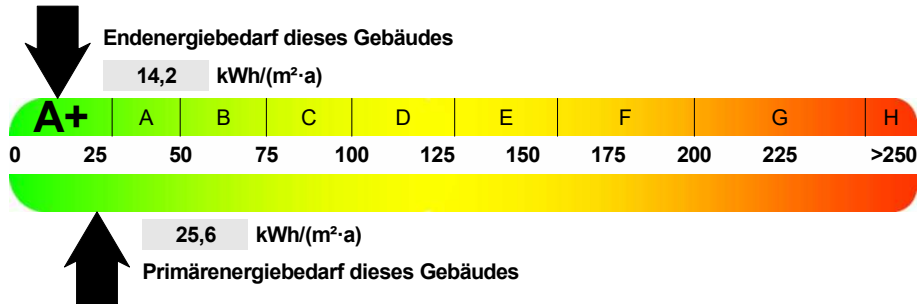 Endenergiebedarf dieses Gebäudes
14,2 kWh/(m²·a)
A+ A B C D E F G H
0 25 50 75 100 125 150 175 200 225 >250
25,6 kWh/(m²·a)
Primärenergiebedarf dieses Gebäudes